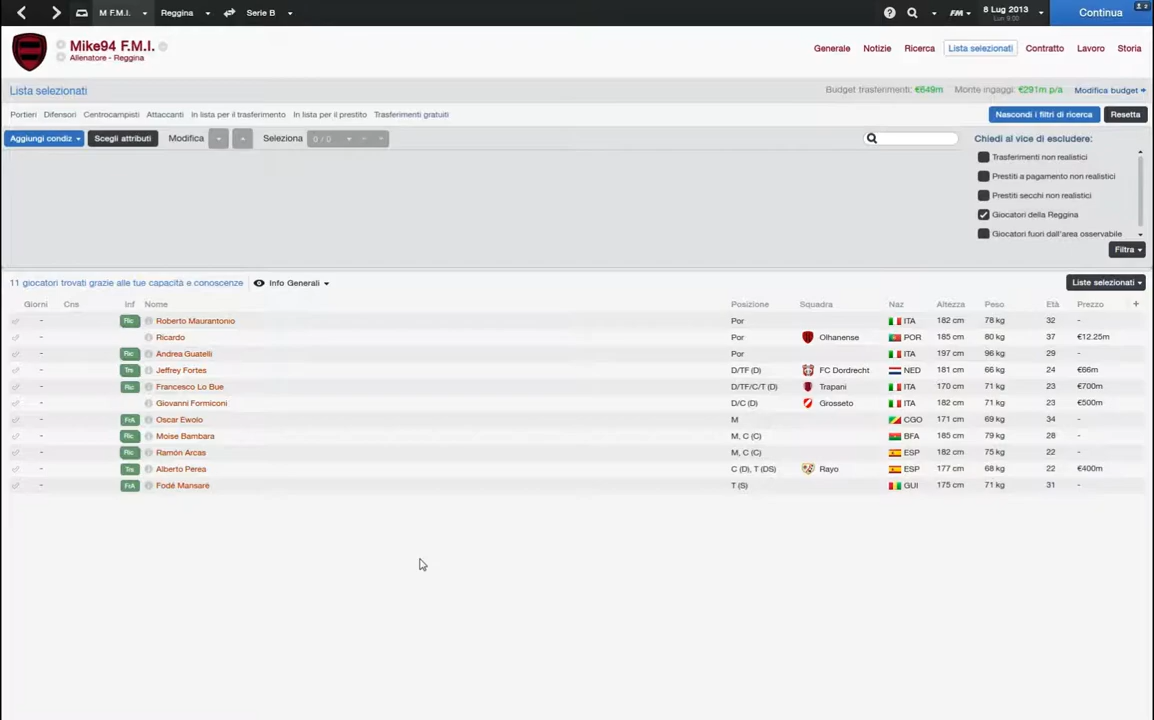 M F.M.I. Reggina Serie B FM 8 Lug 2013 Lun 9:00 Continua 2
Mike94 F.M.I.
Allenatore - Reggina
Generale Notizie Ricerca Lista selezionati Contratto Lavoro Storia
Lista selezionati Budget trasferimenti: €649m Monte ingaggi: €291m p/a Modifica budget
Portieri Difensori Centrocampisti Attaccanti In lista per il trasferimento In lista per il prestito Trasferimenti gratuiti Nascondi i filtri di ricerca Resetta
Aggiungi condiz Scegli attributi Modifica Seleziona 0 / 0 Chiedi al vice di escludere:
Trasferimenti non realistici
Prestiti a pagamento non realistici
Prestiti secchi non realistici
Giocatori della Reggina
Giocatori fuori dall'area osservabile
Filtra
11 giocatori trovati grazie alle tue capacità e conoscenze Info Generali Liste selezionati
Giorni Cns Inf Nome Posizione Squadra Naz Altezza Peso Età Prezzo +
- Ric Roberto Maurantonio Por ITA 182 cm 78 kg 32 -
- Ricardo Por Olhanense POR 185 cm 80 kg 37 €12.25m
- Ric Andrea Guatelli Por ITA 197 cm 96 kg 29 -
- Trs Jeffrey Fortes D/TF (D) FC Dordrecht NED 181 cm 66 kg 24 €66m
- Ric Francesco Lo Bue D/TF/C/T (D) Trapani ITA 170 cm 71 kg 23 €700m
- Giovanni Formiconi D/C (D) Grosseto ITA 182 cm 71 kg 23 €500m
- FrA Oscar Ewolo M CGO 171 cm 69 kg 34 -
- Ric Moise Bambara M, C (C) BFA 185 cm 79 kg 28 -
- Ric Ramón Arcas M, C (C) ESP 182 cm 75 kg 22 -
- Trs Alberto Perea C (D), T (DS) Rayo ESP 177 cm 68 kg 22 €400m
- FrA Fodé Mansaré T (S) GUI 175 cm 71 kg 31 -